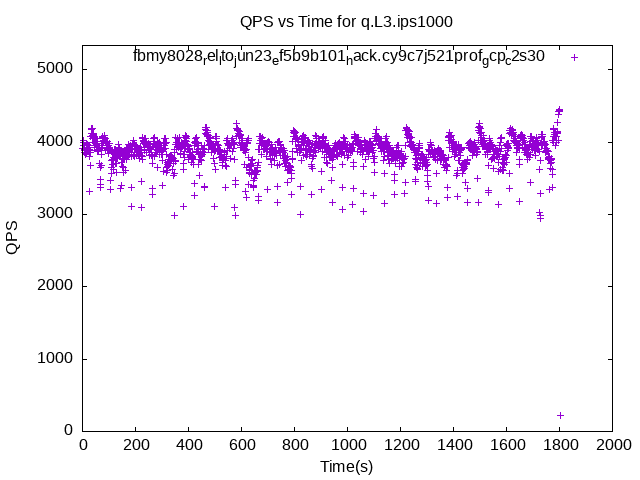 QPS vs Time for q.L3.ips1000
fbmy8028relltojun23ef5b9b101hack.cy9c7j521profgcpc2s30
5000
4000
3000
2000
1000
0
QPS
0 200 400 600 800 1000 1200 1400 1600 1800 2000
Time(s)